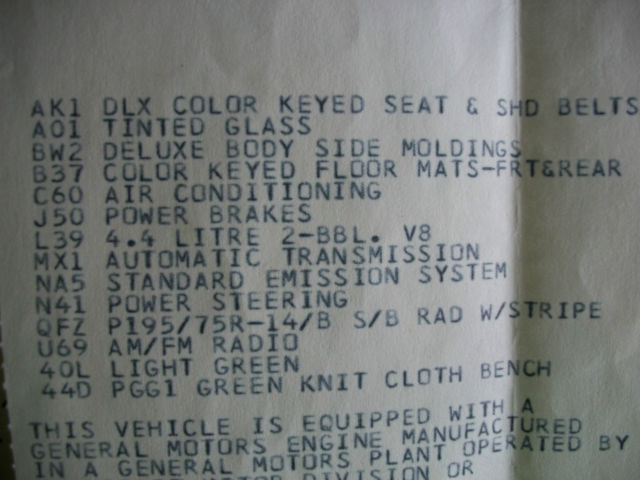 AK1 DLX COLOR KEYED SEAT & SHD BELTS
A01 TINTED GLASS
BW2 DELUXE BODY SIDE MOLDINGS
B37 COLOR KEYED FLOOR MATS-FRT&REAR
C60 AIR CONDITIONING
J50 POWER BRAKES
L39 4.4 LITRE 2-BBL. V8
MX1 AUTOMATIC TRANSMISSION
NA5 STANDARD EMISSION SYSTEM
N41 POWER STEERING
QFZ P195/75R-14/B S/B RAD W/STRIPE
U69 AM/FM RADIO
40L LIGHT GREEN
44D PGG1 GREEN KNIT CLOTH BENCH
THIS VEHICLE IS EQUIPPED WITH A
GENERAL MOTORS ENGINE MANUFACTURED
IN A GENERAL MOTORS PLANT OPERATED BY
MOTOR DIVISION OR